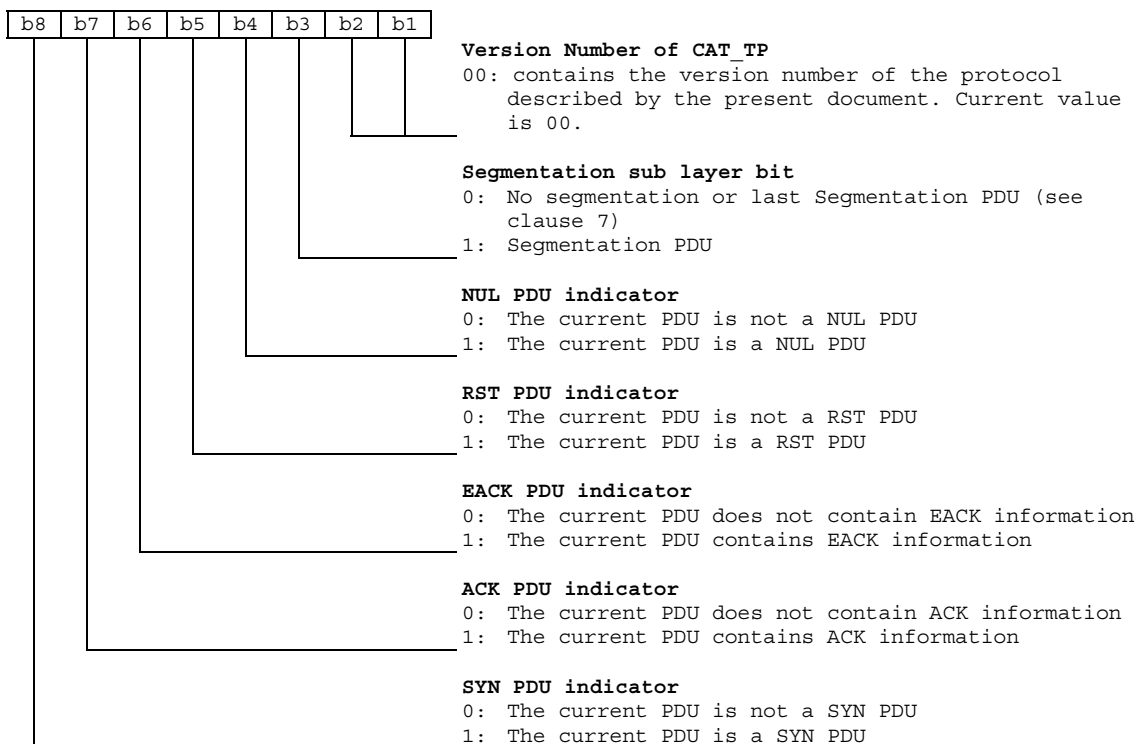 b8 b7 b6 b5 b4 b3 b2 b1
Version Number of CAT_TP
00: contains the version number of the protocol
described by the present document. Current value
is 00.
Segmentation sub layer bit
0: No segmentation or last Segmentation PDU (see
clause 7)
1: Segmentation PDU
NUL PDU indicator
0: The current PDU is not a NUL PDU
1: The current PDU is a NUL PDU
RST PDU indicator
0: The current PDU is not a RST PDU
1: The current PDU is a RST PDU
EACK PDU indicator
0: The current PDU does not contain EACK information
1: The current PDU contains EACK information
ACK PDU indicator
0: The current PDU does not contain ACK information
1: The current PDU contains ACK information
SYN PDU indicator
0: The current PDU is not a SYN PDU
1: The current PDU is a SYN PDU